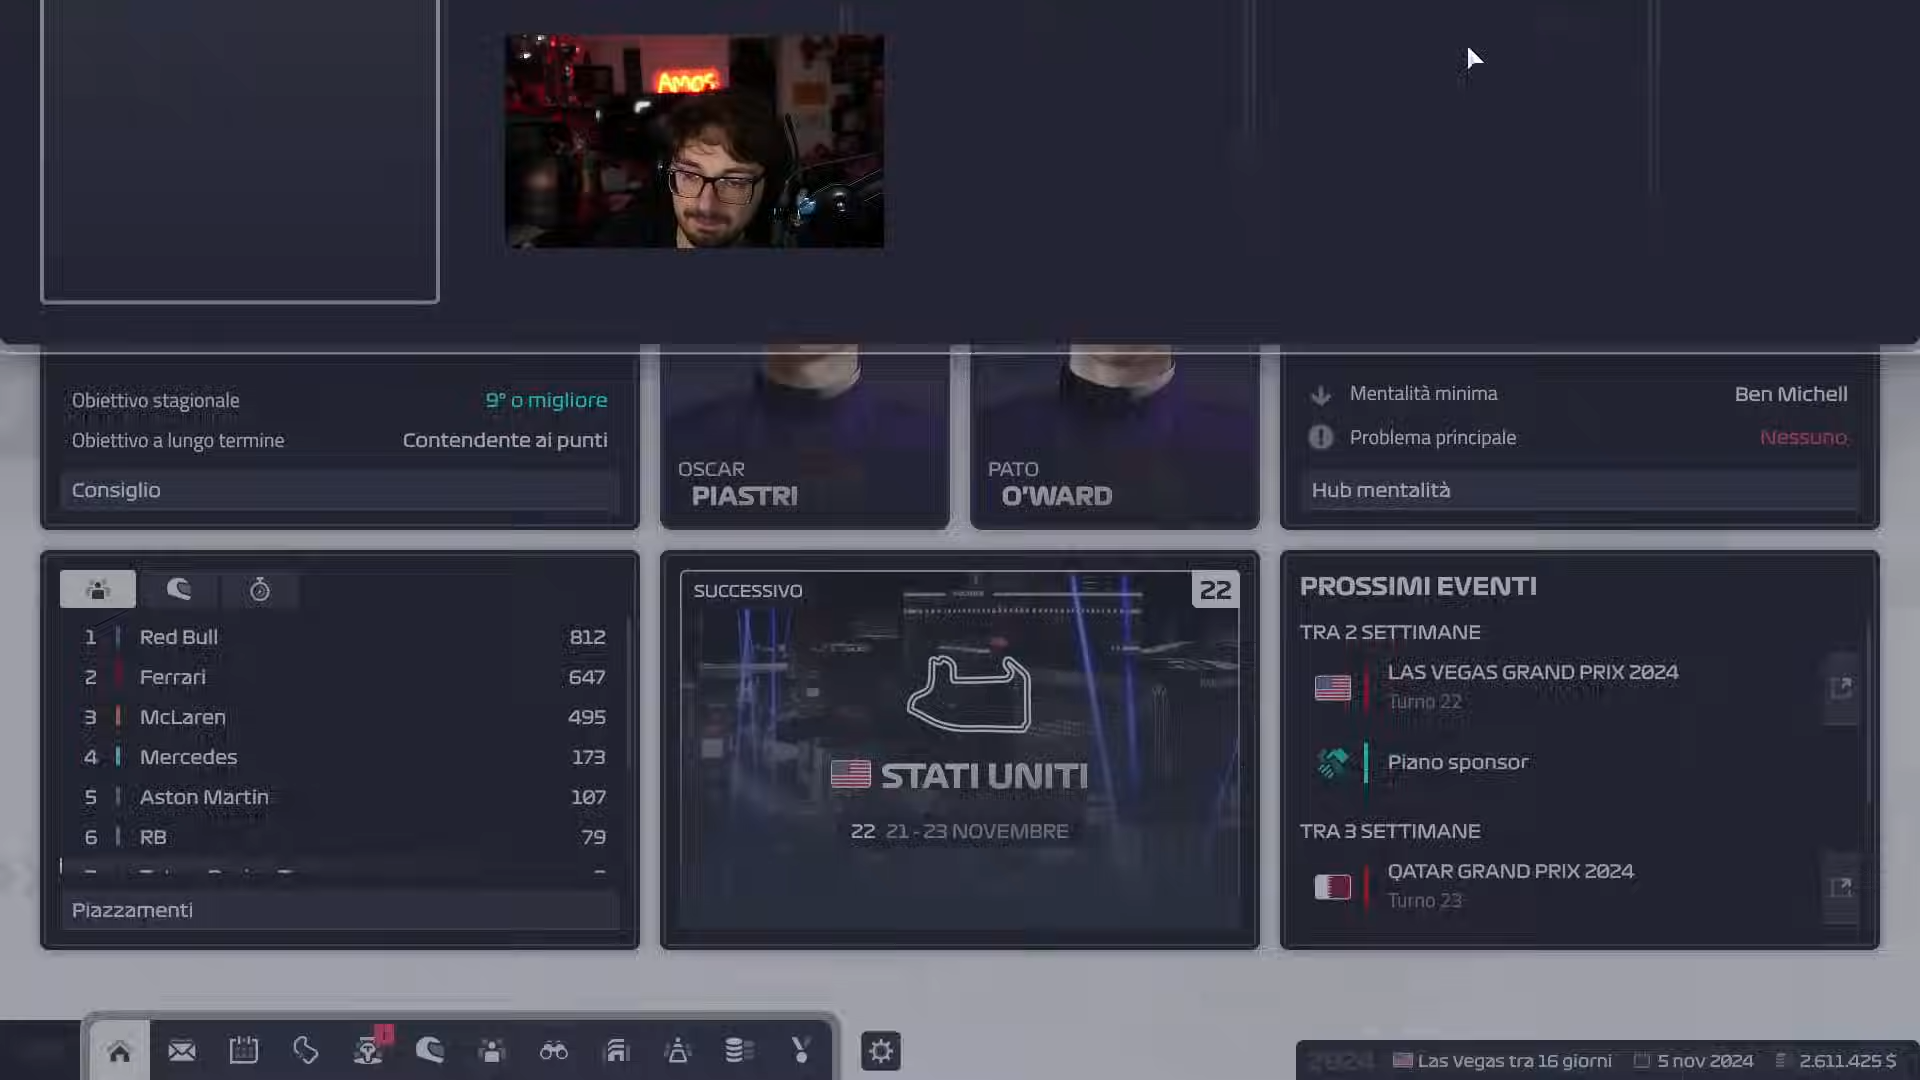 AMOS
Obiettivo stagionale 9° o migliore
Obiettivo a lungo termine Contendente ai punti
Consiglio
OSCAR
PIASTRI
PATO
O'WARD
Mentalità minima Ben Michell
Problema principale Nessuno
Hub mentalità
1 Red Bull 812
2 Ferrari 647
3 McLaren 495
4 Mercedes 173
5 Aston Martin 107
6 RB 79
Piazzamenti
SUCCESSIVO 22
STATI UNITI
22 21 - 23 NOVEMBRE
PROSSIMI EVENTI
TRA 2 SETTIMANE
LAS VEGAS GRAND PRIX 2024
Turno 22
Piano sponsor
TRA 3 SETTIMANE
QATAR GRAND PRIX 2024
Turno 23
2024 Las Vegas tra 16 giorni 5 nov 2024 2.611.425 $